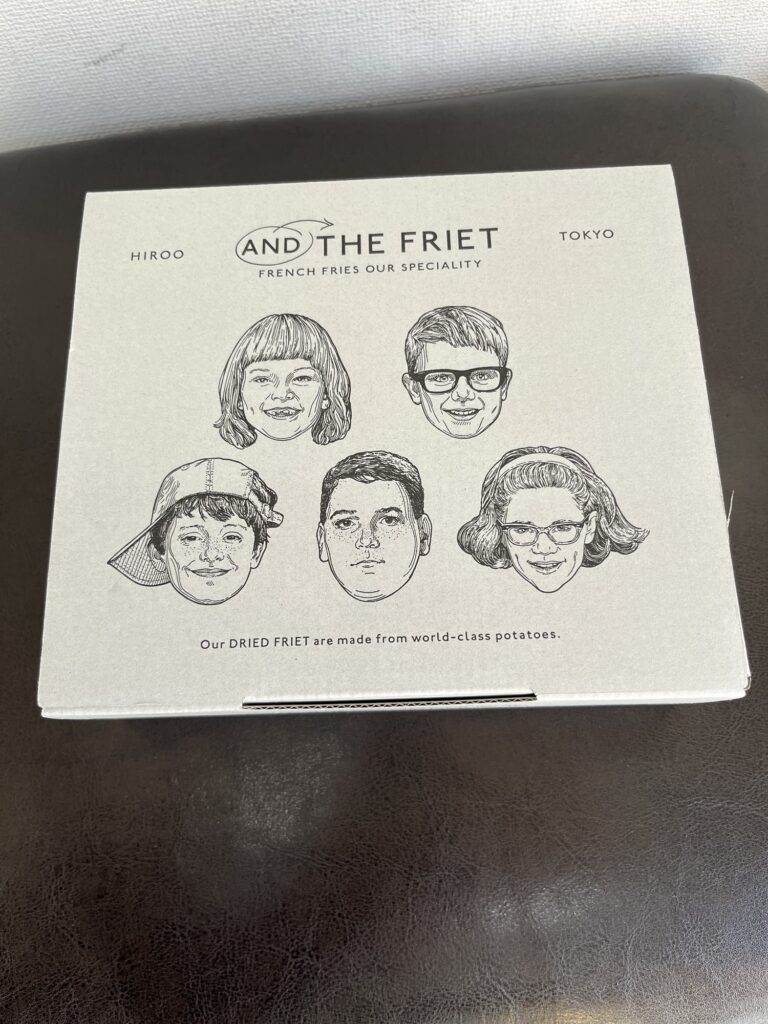 HIROO
AND THE FRIET
TOKYO
FRENCH FRIES OUR SPECIALITY
Our DRIED FRIET are made from world-class potatoes.